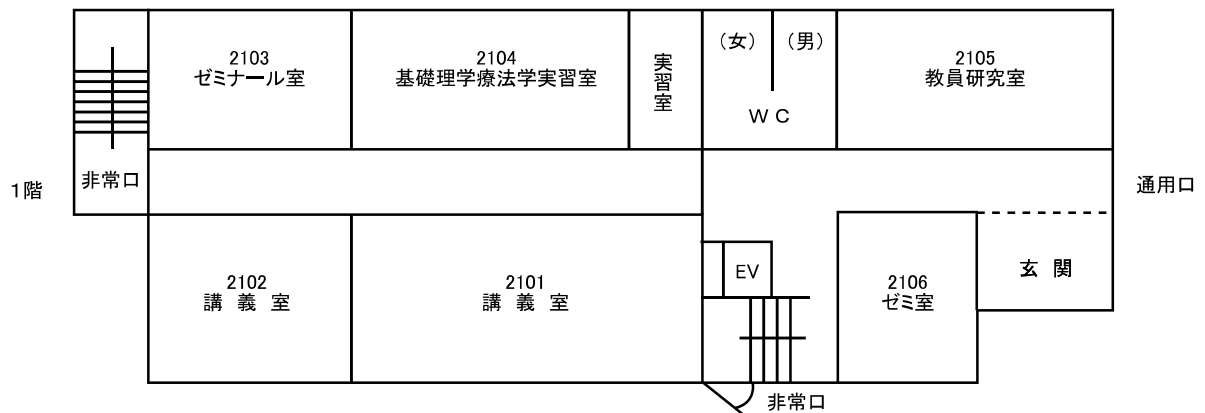 2103
ゼミナール室
2104
基礎理学療法学実習室
実習室
（女）
（男）
ＷＣ
2105
教員研究室
1階
非常口
通用口
2102
講 義 室
2101
講 義 室
EV
2106
ゼミ室
玄 関
非常口